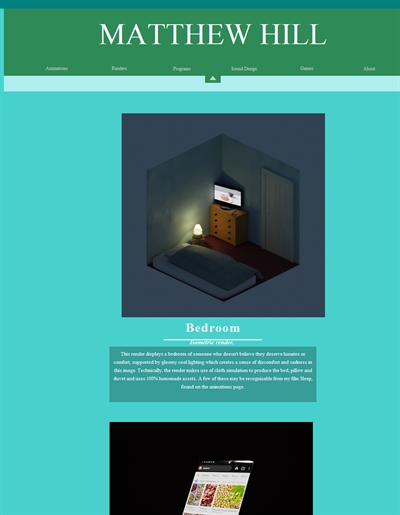 MATTHEW HILL
Animations Renders Programs Sound Design Games About
Bedroom
Isometric render.
This render displays a bedroom of someone who doesn't believe they deserve luxuries or
comfort, supported by gloomy cool lighting which creates a sense of discomfort and sadness in
this image. Technically, the render makes use of cloth simulation to produce the bed, pillow and
duvet and uses 100% homemade assets. A few of these may be recognisable from my film Sleep,
found on the animations page.